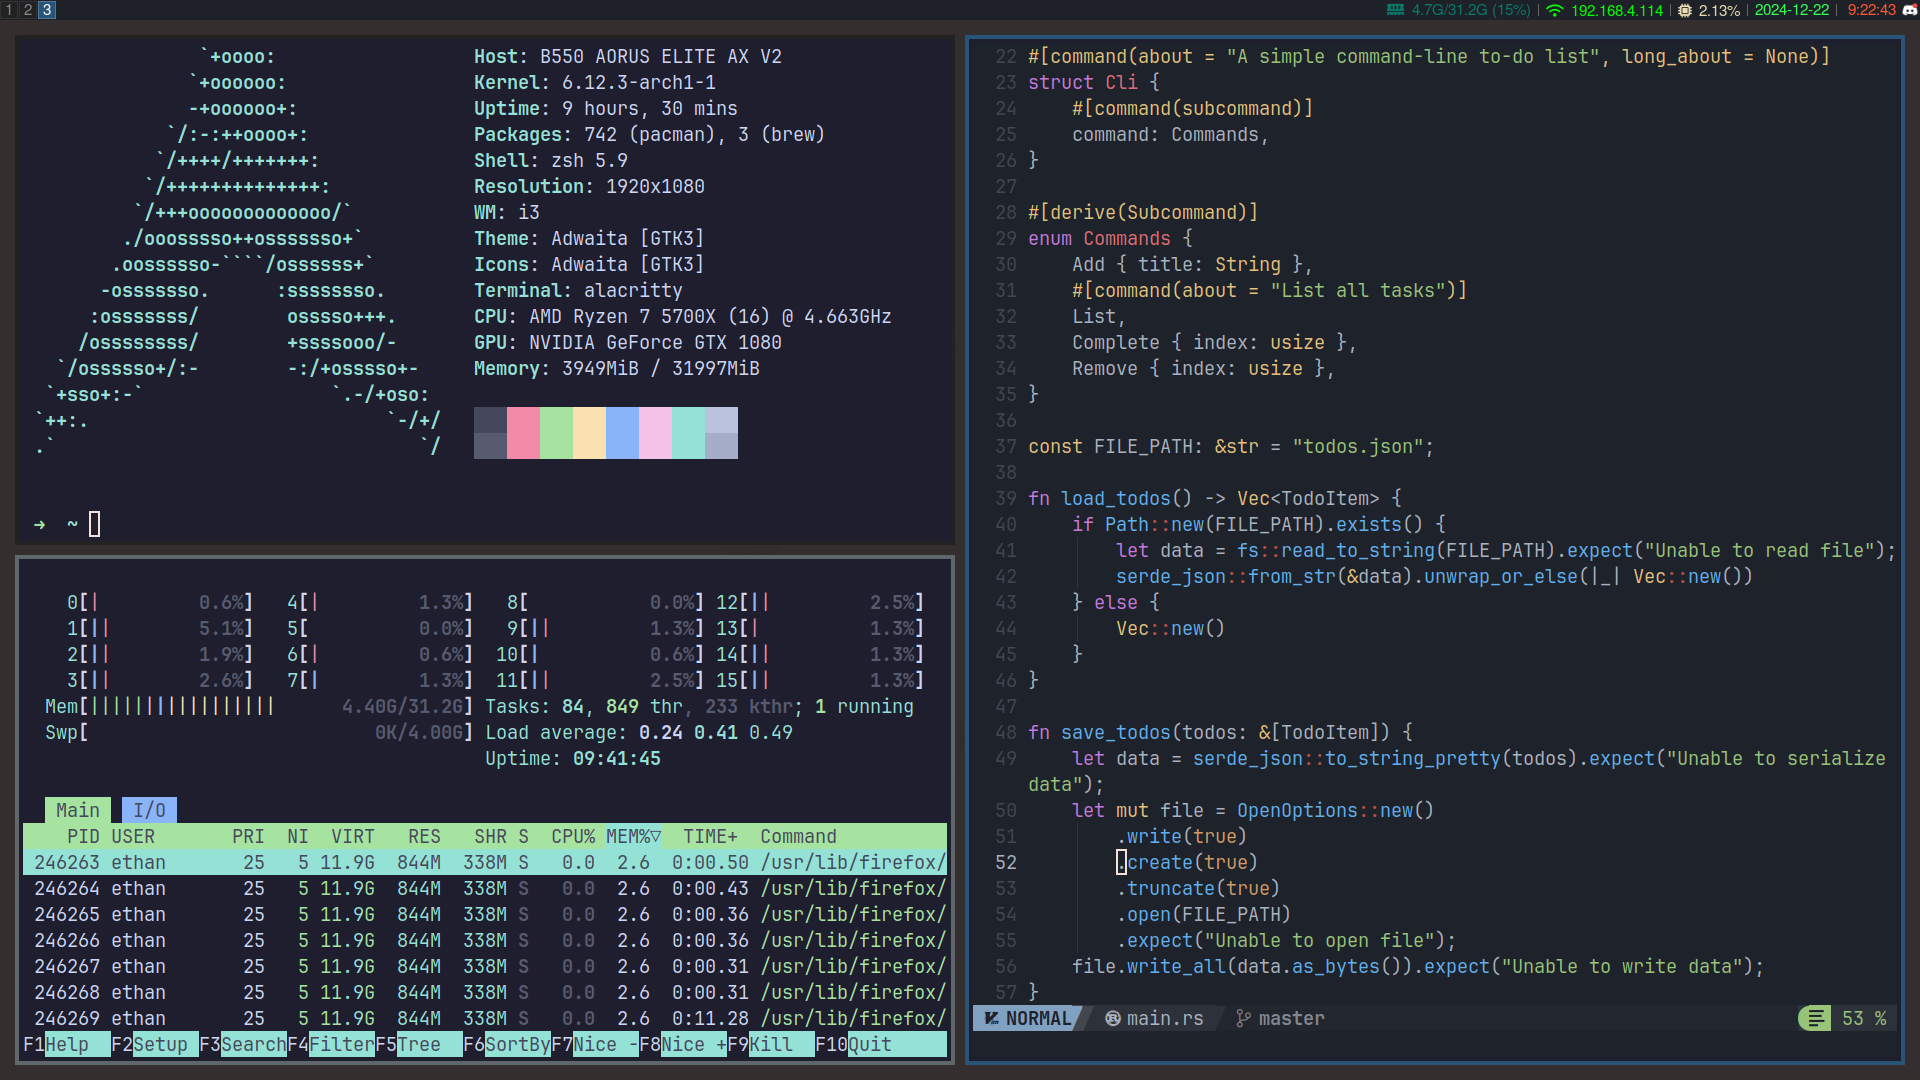 1 2 3
4.7G/31.2G (15%) | 192.168.4.114 | 2.13% | 2024-12-22 | 9:22:43
`+oooo:
`+oooooo:
-+oooooo+:
`/:-:++oooo+:
`/++++/+++++++:
`/++++++++++++++:
`/+++ooooooooooooo/`
./ooosssso++osssssso+`
.oossssso-````/ossssss+`
-osssssso.      :ssssssso.
:osssssss/        osssso+++.
/ossssssss/        +ssssooo/-
`/ossssso+/:-        -:/+osssso+-
`+sso+:-`                 `.-/+oso:
`++:.                           `-/+/
.`                                 `/
Host: B550 AORUS ELITE AX V2
Kernel: 6.12.3-arch1-1
Uptime: 9 hours, 30 mins
Packages: 742 (pacman), 3 (brew)
Shell: zsh 5.9
Resolution: 1920x1080
WM: i3
Theme: Adwaita [GTK3]
Icons: Adwaita [GTK3]
Terminal: alacritty
CPU: AMD Ryzen 7 5700X (16) @ 4.663GHz
GPU: NVIDIA GeForce GTX 1080
Memory: 3949MiB / 31997MiB
→ ~
0[|         0.6%]   4[|         1.3%]   8[          0.0%] 12[||         2.5%]
1[||        5.1%]   5[          0.0%]   9[||        1.3%] 13[|          1.3%]
2[||        1.9%]   6[|         0.6%]  10[|         0.6%] 14[||         1.3%]
3[||        2.6%]   7[|         1.3%]  11[||        2.5%] 15[||         1.3%]
Mem[|||||||||||||||||      4.40G/31.2G] Tasks: 84, 849 thr, 233 kthr; 1 running
Swp[                          0K/4.00G] Load average: 0.24 0.41 0.49
Uptime: 09:41:45
Main I/O
PID USER PRI NI VIRT RES SHR S CPU% MEM%▽ TIME+ Command
246263 ethan 25 5 11.9G 844M 338M S 0.0 2.6 0:00.50 /usr/lib/firefox/
246264 ethan 25 5 11.9G 844M 338M S 0.0 2.6 0:00.43 /usr/lib/firefox/
246265 ethan 25 5 11.9G 844M 338M S 0.0 2.6 0:00.36 /usr/lib/firefox/
246266 ethan 25 5 11.9G 844M 338M S 0.0 2.6 0:00.36 /usr/lib/firefox/
246267 ethan 25 5 11.9G 844M 338M S 0.0 2.6 0:00.31 /usr/lib/firefox/
246268 ethan 25 5 11.9G 844M 338M S 0.0 2.6 0:00.31 /usr/lib/firefox/
246269 ethan 25 5 11.9G 844M 338M S 0.0 2.6 0:11.28 /usr/lib/firefox/
F1Help F2Setup F3SearchF4FilterF5Tree F6SortByF7Nice -F8Nice +F9Kill F10Quit
22 #[command(about = "A simple command-line to-do list", long_about = None)]
23 struct Cli {
24     #[command(subcommand)]
25     command: Commands,
26 }
27
28 #[derive(Subcommand)]
29 enum Commands {
30     Add { title: String },
31     #[command(about = "List all tasks")]
32     List,
33     Complete { index: usize },
34     Remove { index: usize },
35 }
36
37 const FILE_PATH: &str = "todos.json";
38
39 fn load_todos() -> Vec<TodoItem> {
40     if Path::new(FILE_PATH).exists() {
41         let data = fs::read_to_string(FILE_PATH).expect("Unable to read file");
42         serde_json::from_str(&data).unwrap_or_else(|_| Vec::new())
43     } else {
44         Vec::new()
45     }
46 }
47
48 fn save_todos(todos: &[TodoItem]) {
49     let data = serde_json::to_string_pretty(todos).expect("Unable to serialize
data");
50     let mut file = OpenOptions::new()
51         .write(true)
52         .create(true)
53         .truncate(true)
54         .open(FILE_PATH)
55         .expect("Unable to open file");
56     file.write_all(data.as_bytes()).expect("Unable to write data");
57 }
NORMAL main.rs master 53 %